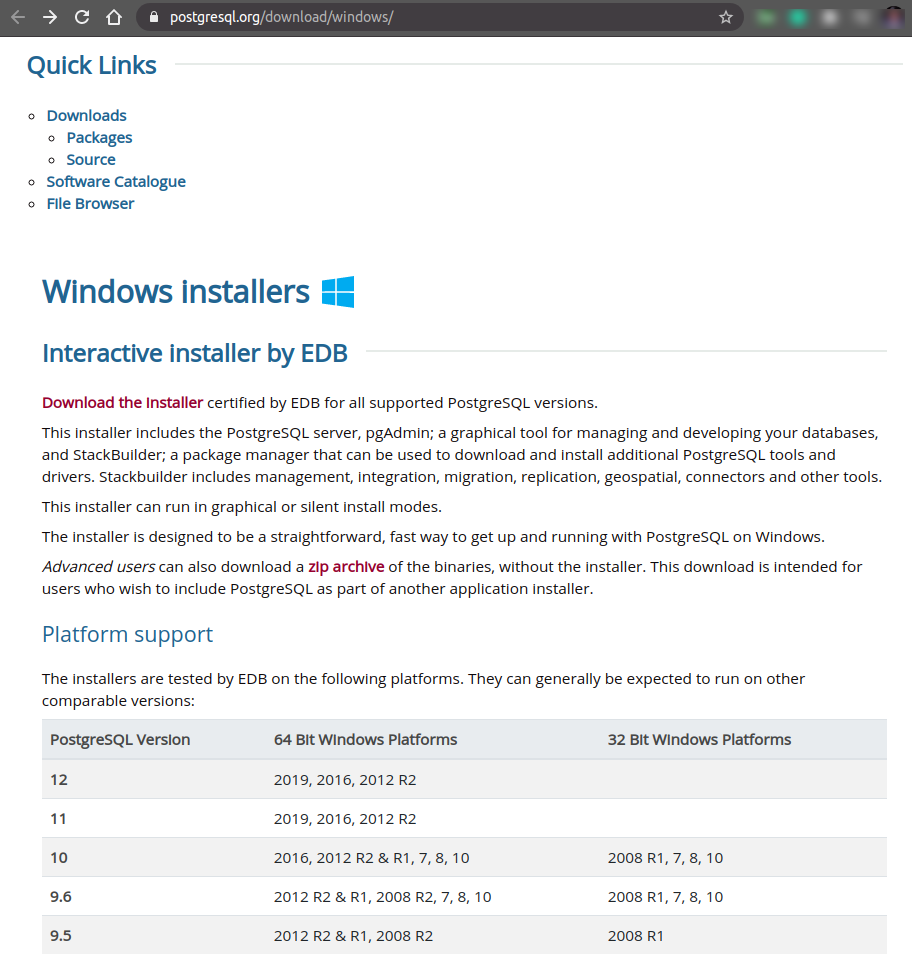 postgresql.org/download/windows/
Quick Links
Downloads
Packages
Source
Software Catalogue
File Browser
Windows installers
Interactive installer by EDB
Download the installer certified by EDB for all supported PostgreSQL versions.
This installer includes the PostgreSQL server, pgAdmin; a graphical tool for managing and developing your databases,
and StackBuilder; a package manager that can be used to download and install additional PostgreSQL tools and
drivers. Stackbuilder includes management, integration, migration, replication, geospatial, connectors and other tools.
This installer can run in graphical or silent install modes.
The installer is designed to be a straightforward, fast way to get up and running with PostgreSQL on Windows.
Advanced users can also download a zip archive of the binaries, without the installer. This download is intended for
users who wish to include PostgreSQL as part of another application installer.
Platform support
The installers are tested by EDB on the following platforms. They can generally be expected to run on other
comparable versions:
PostgreSQL Version 64 Bit Windows Platforms 32 Bit Windows Platforms
12 2019, 2016, 2012 R2
11 2019, 2016, 2012 R2
10 2016, 2012 R2 & R1, 7, 8, 10 2008 R1, 7, 8, 10
9.6 2012 R2 & R1, 2008 R2, 7, 8, 10 2008 R1, 7, 8, 10
9.5 2012 R2 & R1, 2008 R2 2008 R1